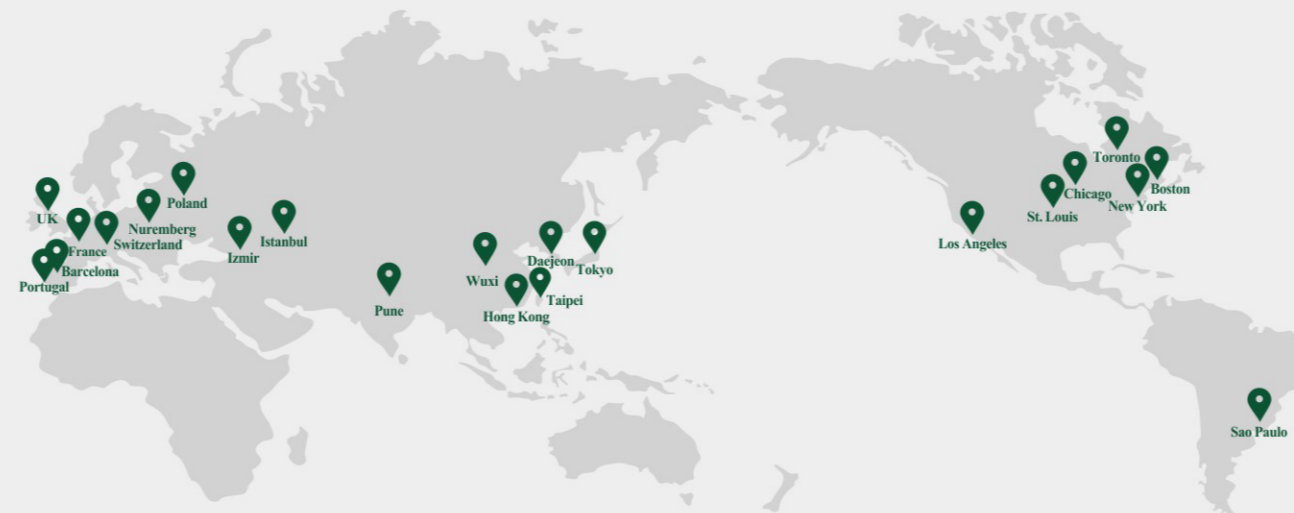 UK
Poland
Nuremberg
France
Switzerland
Barcelona
Portugal
Izmir
Istanbul
Pune
Wuxi
Daejeon
Tokyo
Hong Kong
Taipei
Toronto
Boston
Chicago
New York
St. Louis
Los Angeles
Sao Paulo